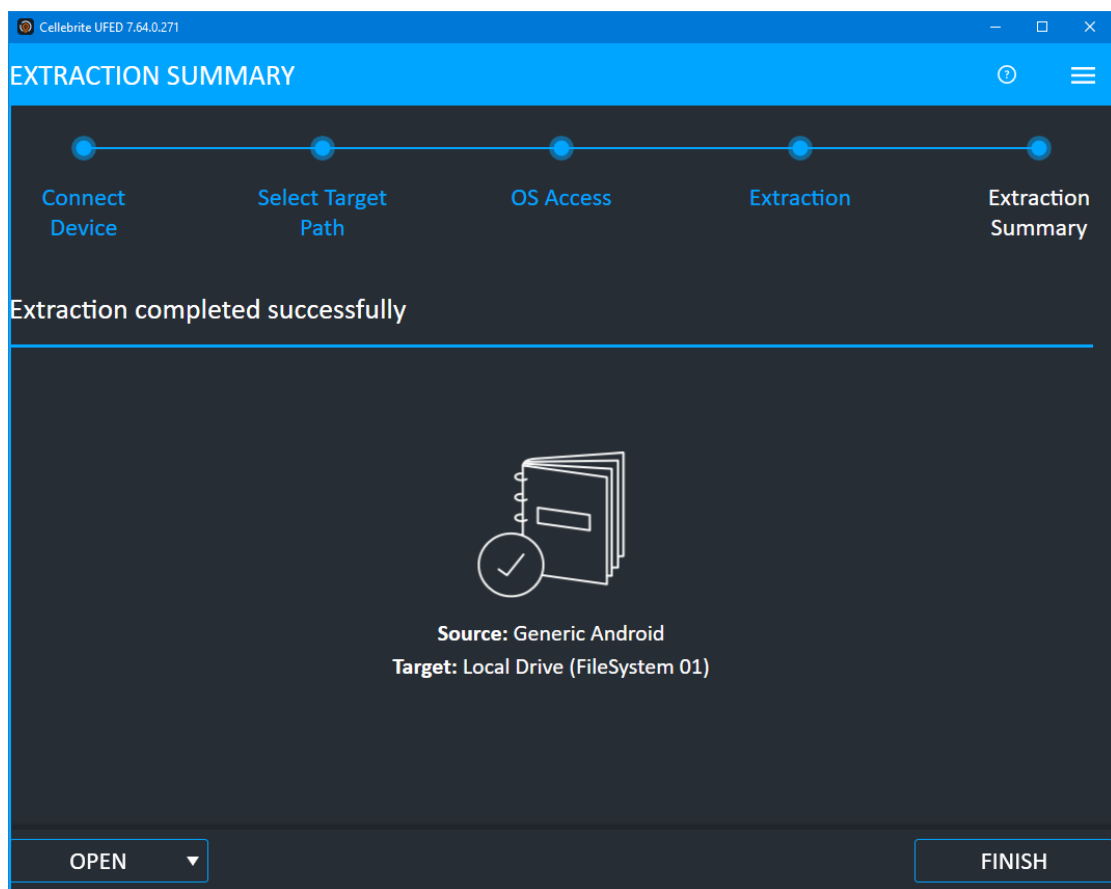 Cellebrite UFED 7.64.0.271
EXTRACTION SUMMARY
?
Connect
Device
Select Target
Path
OS Access
Extraction
Extraction
Summary
Extraction completed successfully
Source: Generic Android
Target: Local Drive (FileSystem 01)
OPEN
FINISH